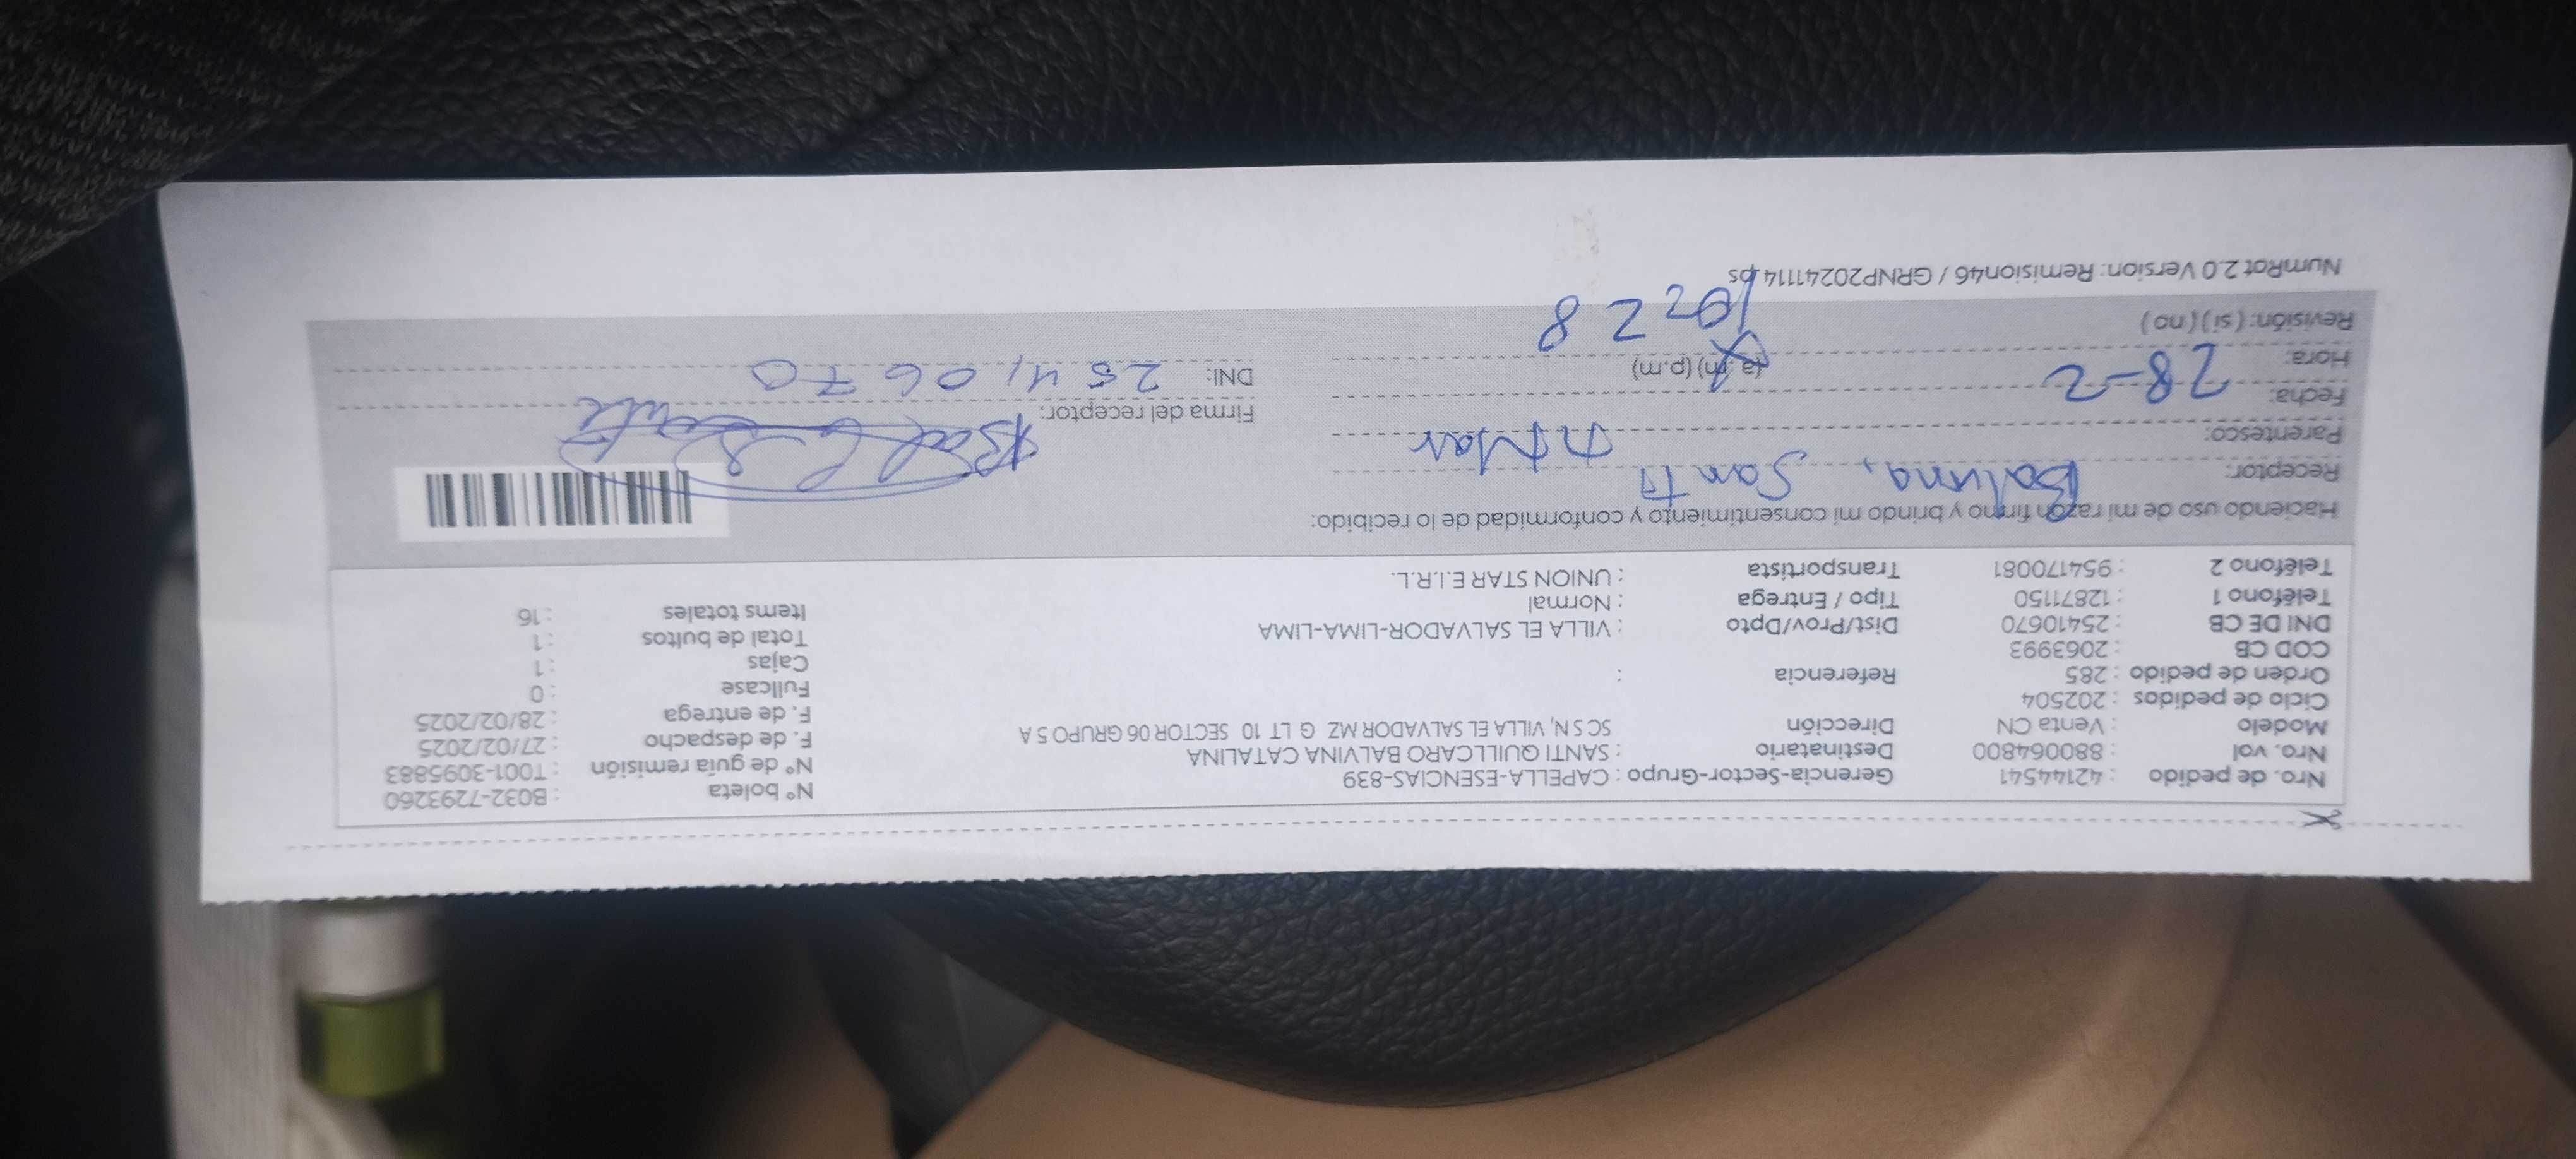 Nro. de pedido : 42144541 Gerencia-Sector-Grupo : CAPELLA-ESENCIAS-839 N° boleta : B032-7293260
Nro. vol : 880064800 Destinatario : SANTI QUILLCARO BALVINA CATALINA N° de guía remisión : T001-3095883
Modelo : Venta CN Dirección SC S N, VILLA EL SALVADOR MZ G LT 10 SECTOR 06 GRUPO 5 A F. de despacho : 27/02/2025
Ciclo de pedidos : 202504 F. de entrega : 28/02/2025
Orden de pedido : 285 Referencia : Fullcase : 0
COD CB : 2063993 Cajas : 1
DNI DE CB : 25410670 Dist/Prov/Dpto : VILLA EL SALVADOR-LIMA-LIMA Total de bultos : 1
Teléfono 1 : 12871150 Tipo / Entrega : Normal Items totales : 16
Teléfono 2 : 954170081 Transportista : UNION STAR E.I.R.L.
Haciendo uso de mi razón firmo y brindo mi consentimiento y conformidad de lo recibido:
Receptor: Santi
Parentesco: Firma del receptor:
Fecha: 28-2
Hora: (a.m) (p.m) DNI: 25410670
Revisión: ( si ) ( no )
NumRot 2.0 Version: Remision46 / GRNP20241114.ps